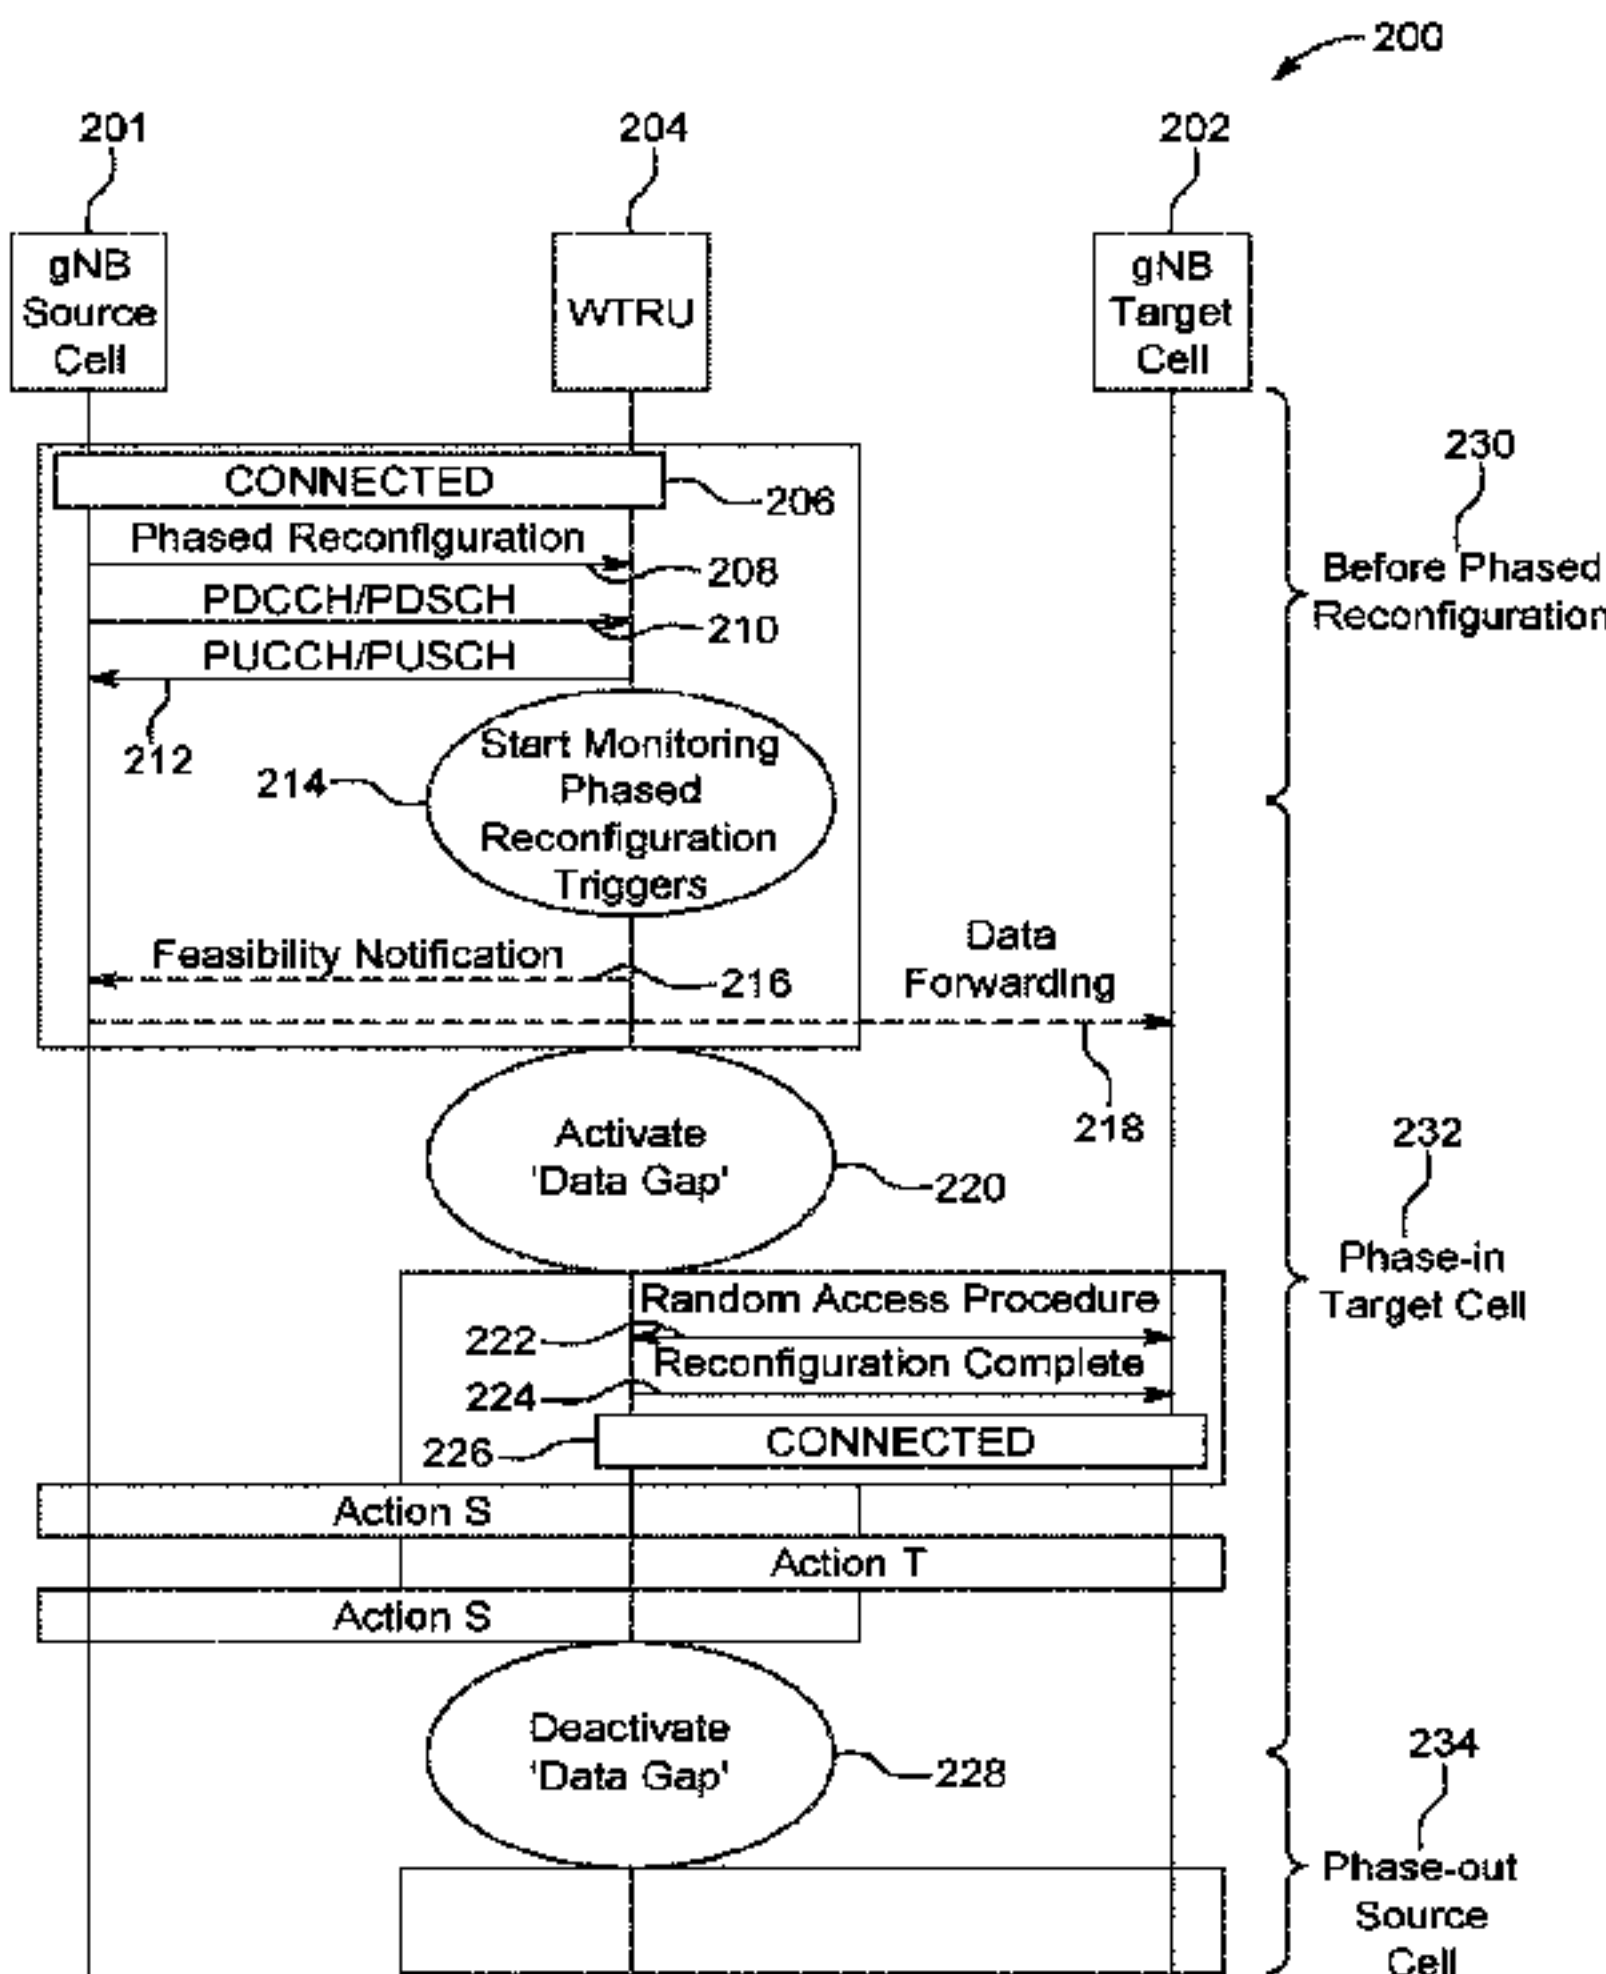 200
201
204
202
gNB
Source
Cell
WTRU
gNB
Target
Cell
CONNECTED
206
230
Before Phased
Reconfiguration
Phased Reconfiguration
208
PDCCH/PDSCH
210
PUCCH/PUSCH
212
214
Start Monitoring
Phased
Reconfiguration
Triggers
Feasibility Notification
216
Data
Forwarding
218
Activate
'Data Gap'
220
232
Phase-in
Target Cell
Random Access Procedure
222
Reconfiguration Complete
224
226
CONNECTED
Action S
Action T
Action S
Deactivate
'Data Gap'
228
234
Phase-out
Source
Cell